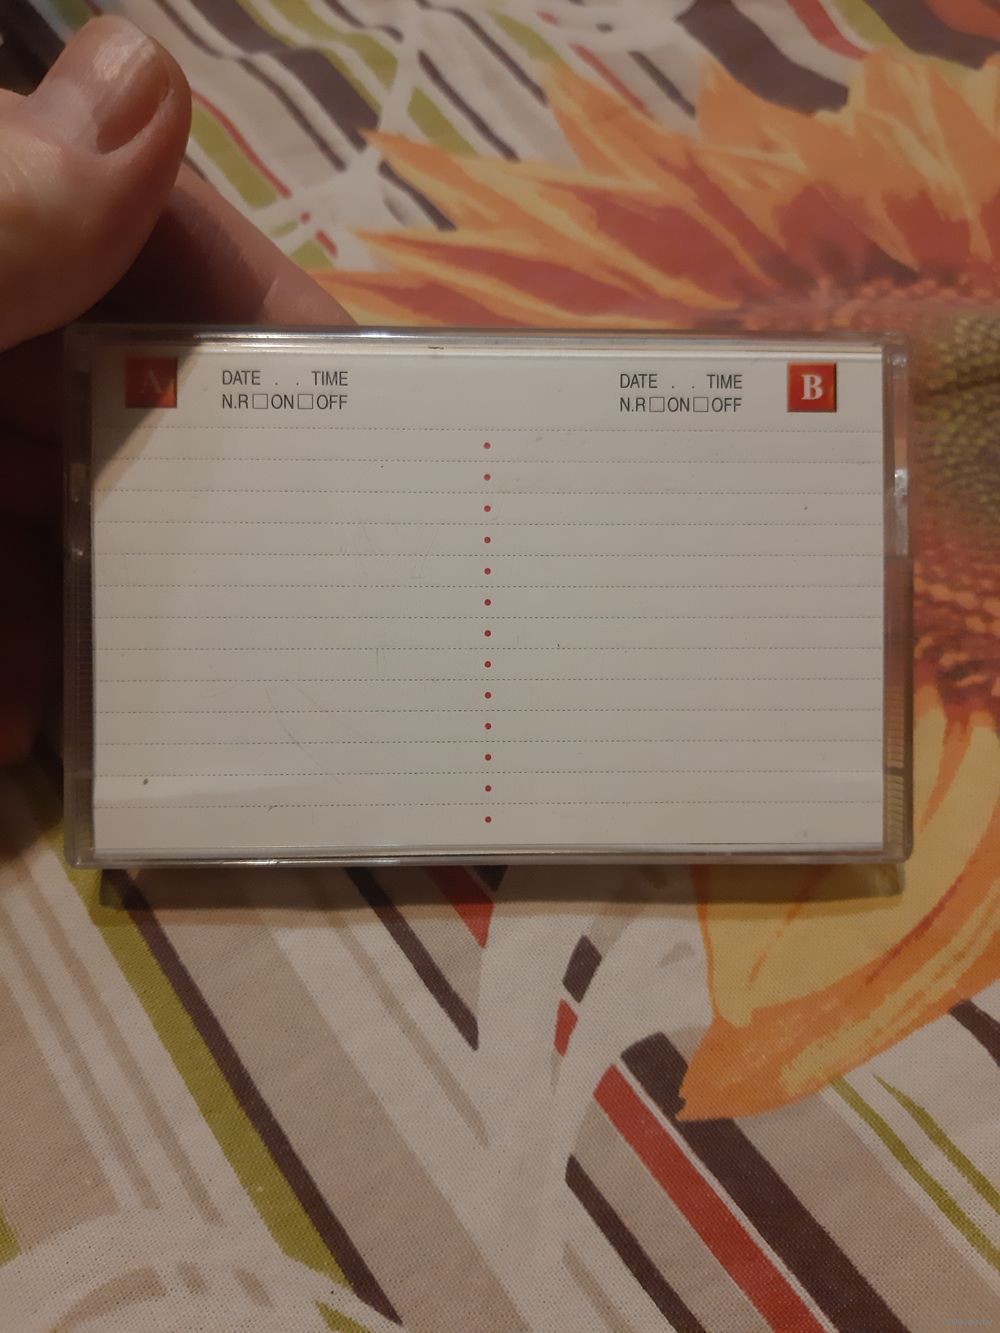 A DATE . . TIME
N.R □ ON □ OFF
DATE . . TIME B
N.R □ ON □ OFF